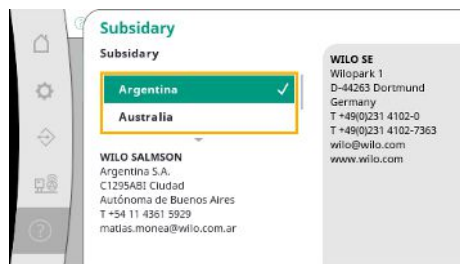 Subsidary
Subsidary
Argentina
Australia
WILO SALMSON
Argentina S.A.
C1295ABI Ciudad
Autónoma de Buenos Aires
T +54 11 4361 5929
matias.monea@wilo.com.ar
WILO SE
Wilopark 1
D-44263 Dortmund
Germany
T +49(0)231 4102-0
T +49(0)231 4102-7363
wilo@wilo.com
www.wilo.com